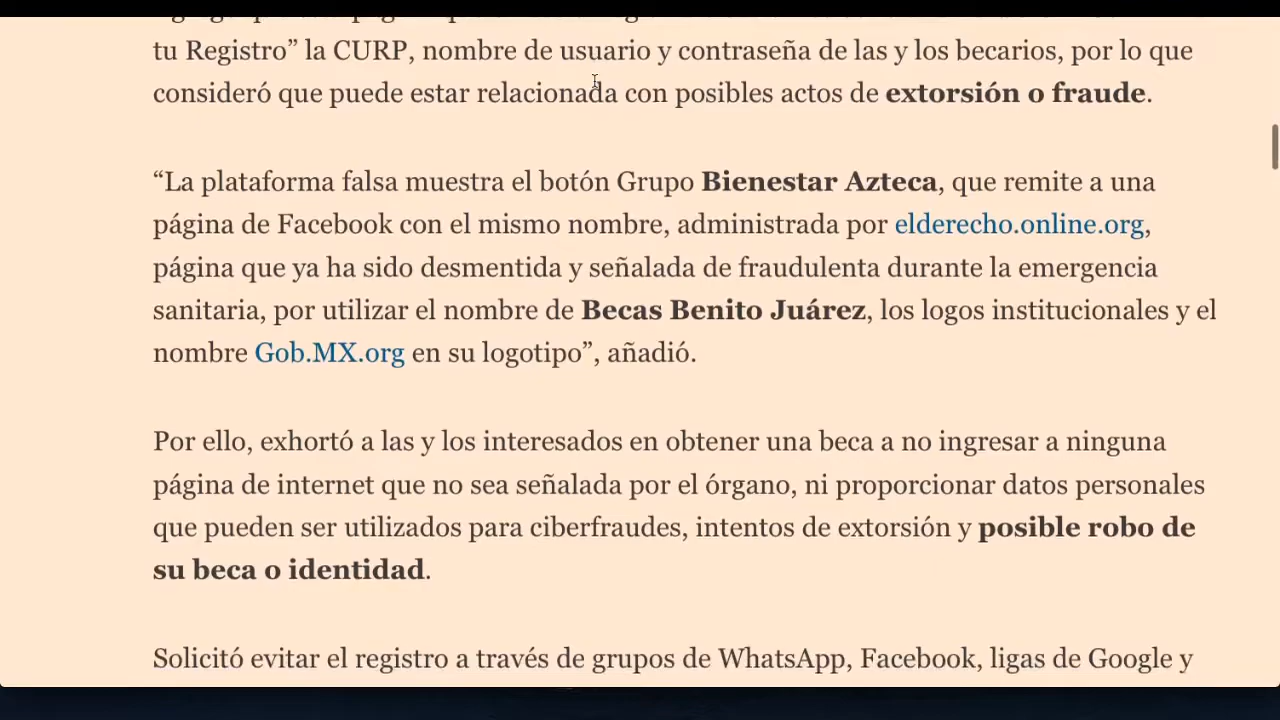 tu Registro” la CURP, nombre de usuario y contraseña de las y los becarios, por lo que
consideró que puede estar relacionada con posibles actos de extorsión o fraude.
“La plataforma falsa muestra el botón Grupo Bienestar Azteca, que remite a una
página de Facebook con el mismo nombre, administrada por elderecho.online.org,
página que ya ha sido desmentida y señalada de fraudulenta durante la emergencia
sanitaria, por utilizar el nombre de Becas Benito Juárez, los logos institucionales y el
nombre Gob.MX.org en su logotipo”, añadió.
Por ello, exhortó a las y los interesados en obtener una beca a no ingresar a ninguna
página de internet que no sea señalada por el órgano, ni proporcionar datos personales
que pueden ser utilizados para ciberfraudes, intentos de extorsión y posible robo de
su beca o identidad.
Solicitó evitar el registro a través de grupos de WhatsApp, Facebook, ligas de Google y